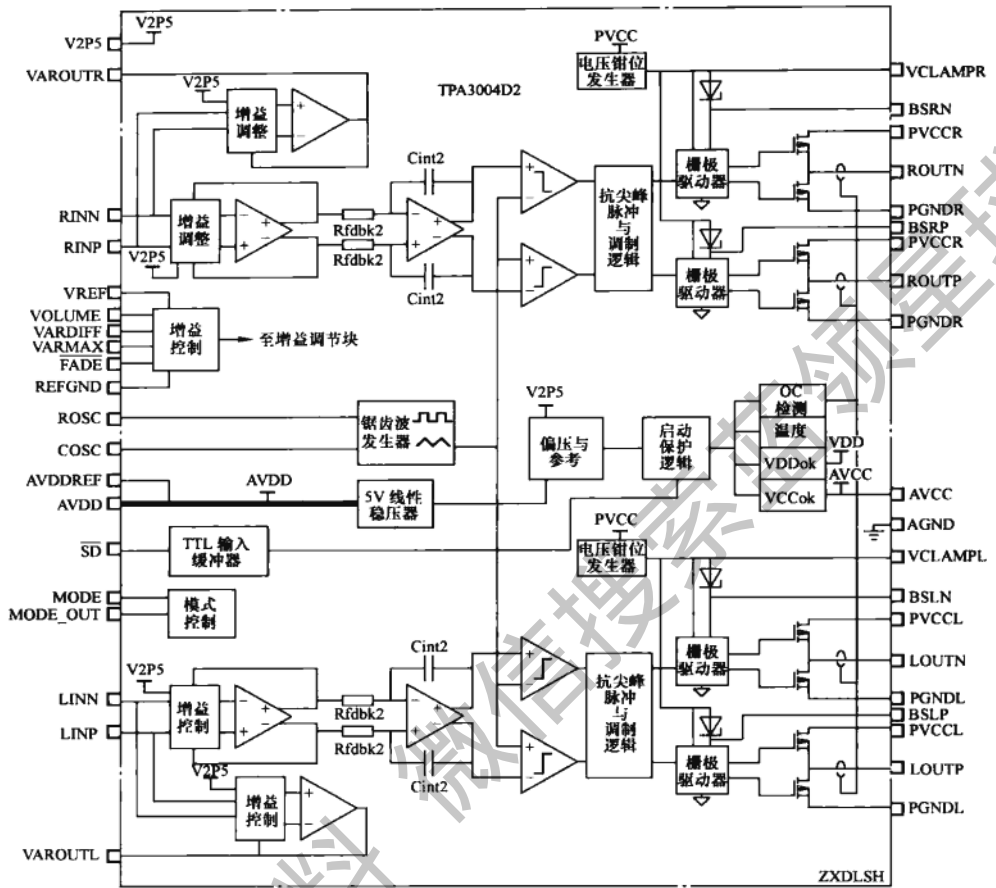 V2P5
V2P5
VAROUTR
V2P5
增益
调整
TPA3004D2
PVCC
电压钳位
发生器
VCLAMPR
BSRN
PVCCR
ROUTN
PGNDR
BSRP
PVCCR
ROUTP
PGNDR
RINN
RINP
增益
调整
V2P5
Cint2
Rfdbk2
Rfdbk2
Cint2
抗尖峰
脉冲
与
调制
逻辑
栅极
驱动器
栅极
驱动器
VREF
VOLUME
VARDIFF
VARMAX
FADE
REFGND
增益
控制
至增益调节块
ROSC
COSC
锯齿波
发生器
V2P5
偏压与
参考
启动
保护
逻辑
OC
检测
温度
VDDok
VCCok
VDD
AVCC
AVCC
AGND
AVDDREF
AVDD
AVDD
5V 线性
稳压器
SD
TTL 输入
缓冲器
PVCC
电压钳位
发生器
VCLAMPL
BSLN
PVCCL
LOUTN
PGNDL
BSLP
PVCCL
LOUTP
PGNDL
MODE
MODE_OUT
模式
控制
V2P5
LINN
LINP
增益
控制
Cint2
Rfdbk2
Rfdbk2
Cint2
抗尖峰
脉冲
与
调制
逻辑
栅极
驱动器
栅极
驱动器
V2P5
增益
控制
VAROUTL
ZXDLSH
料 微信搜索蓝领星球